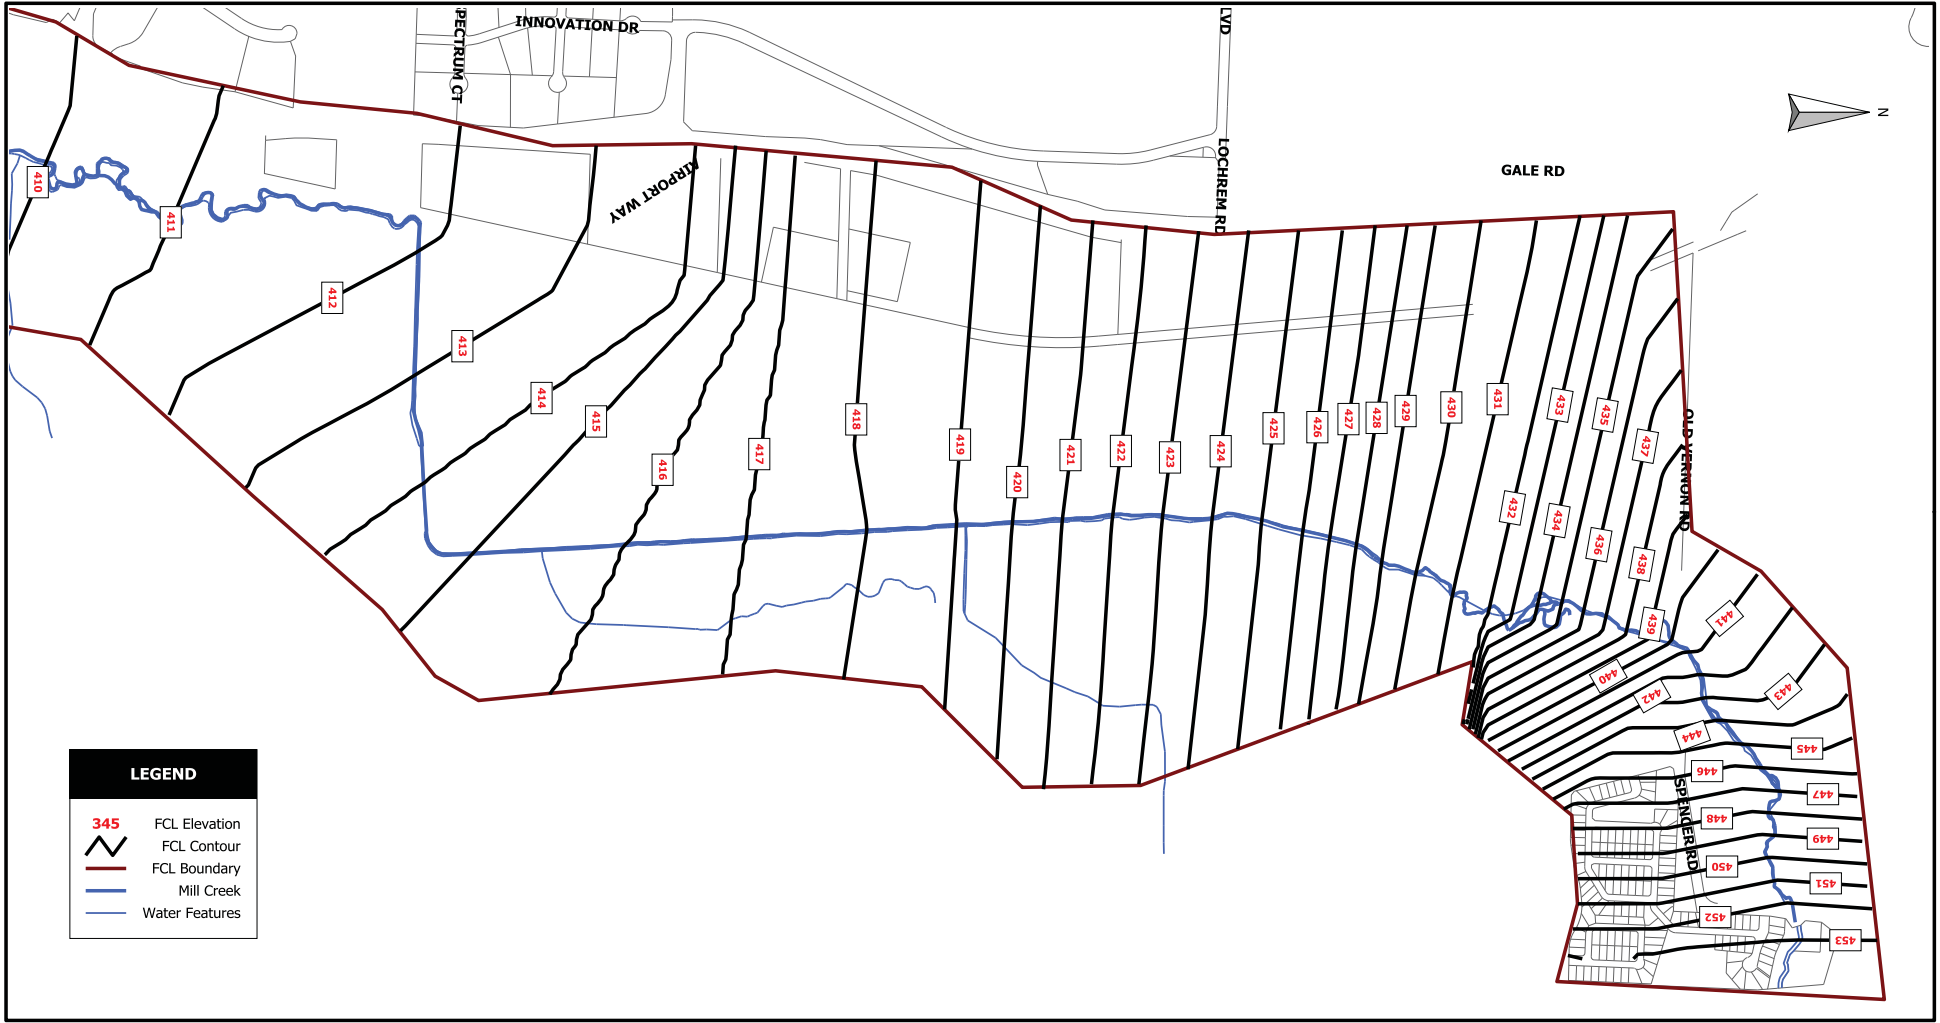 INNOVATION DR
PECTRUM CT
LVD
N
AIRPORT WAY
LOCHREM RD
GALE RD
OLD VERNON RD
SPENCER RD
410
411
412
413
414
415
416
417
418
419
420
421
422
423
424
425
426
427
428
429
430
431
432
433
434
435
436
437
438
439
440
441
442
443
444
445
446
447
448
449
450
451
452
453
LEGEND
345 FCL Elevation
FCL Contour
FCL Boundary
Mill Creek
Water Features